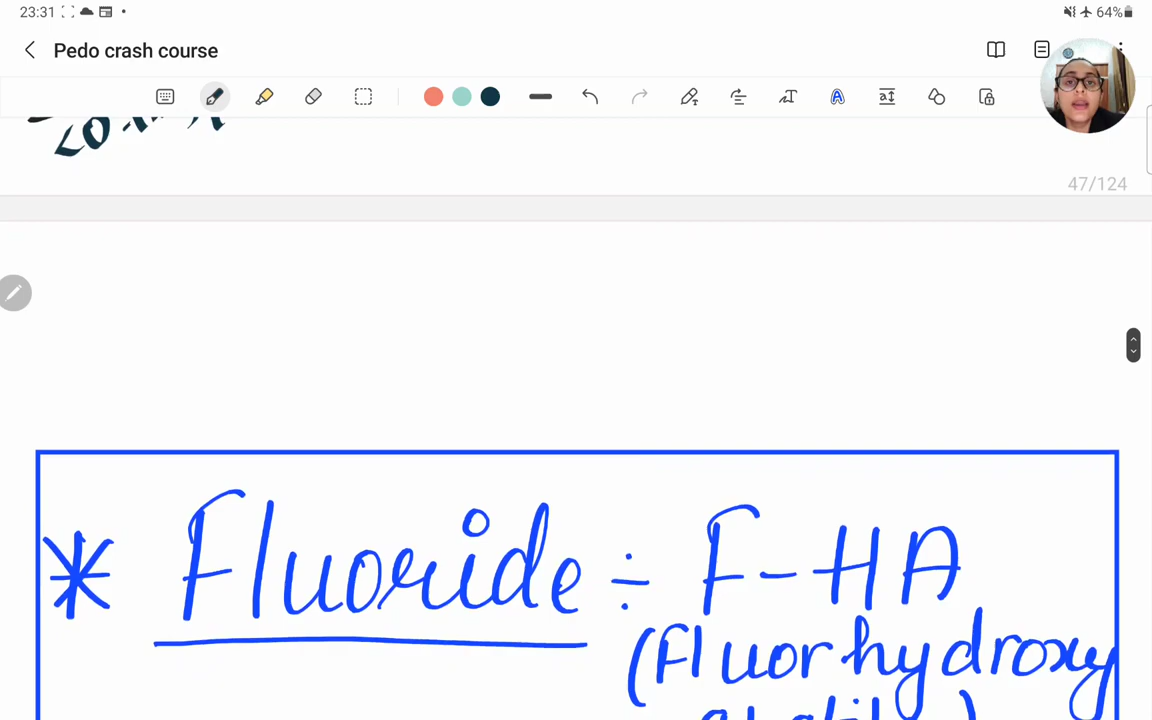 23:31 64%
Pedo crash course
47/124
* Fluoride ÷ F-HA
(Fluorhydroxy